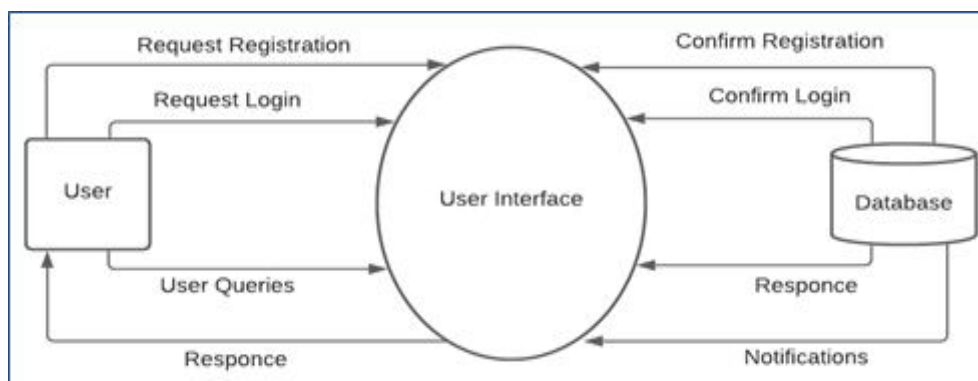 Request Registration
Confirm Registration
Request Login
Confirm Login
User
User Interface
Database
User Queries
Responce
Responce
Notifications